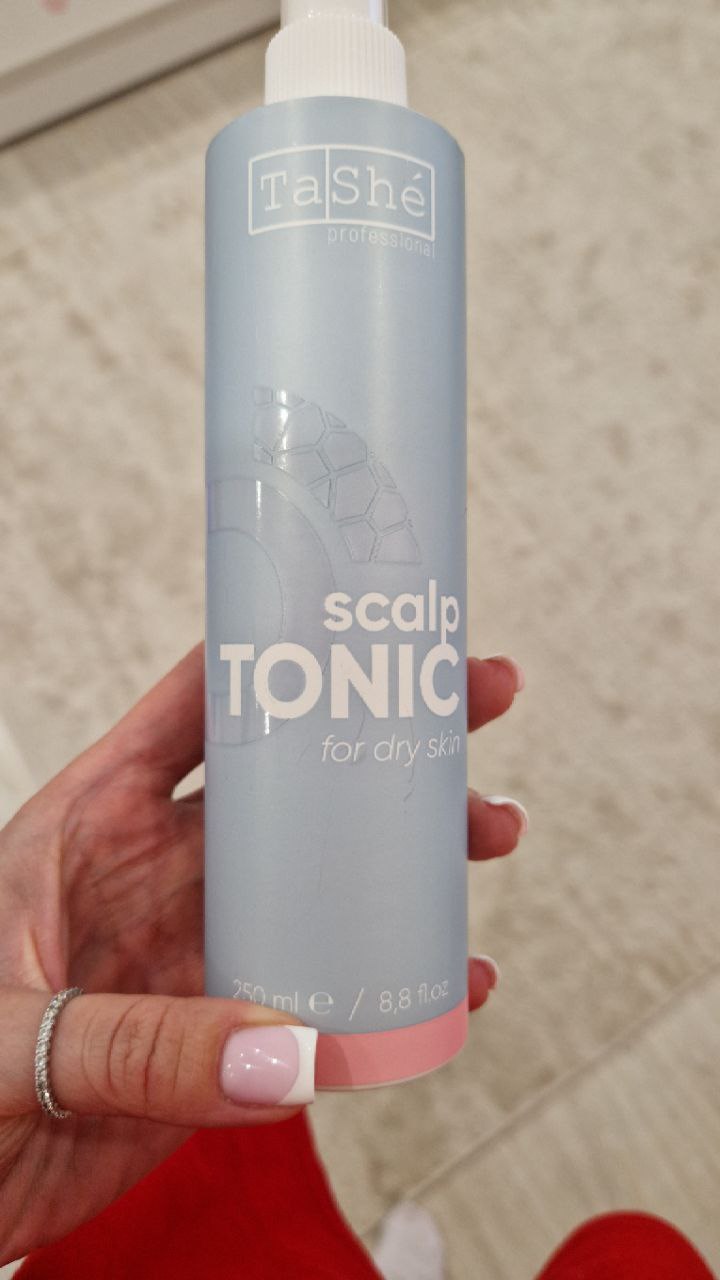 TaShé
professional
scalp
TONIC
for dry skin
250 ml ℮ / 8,8 fl.oz